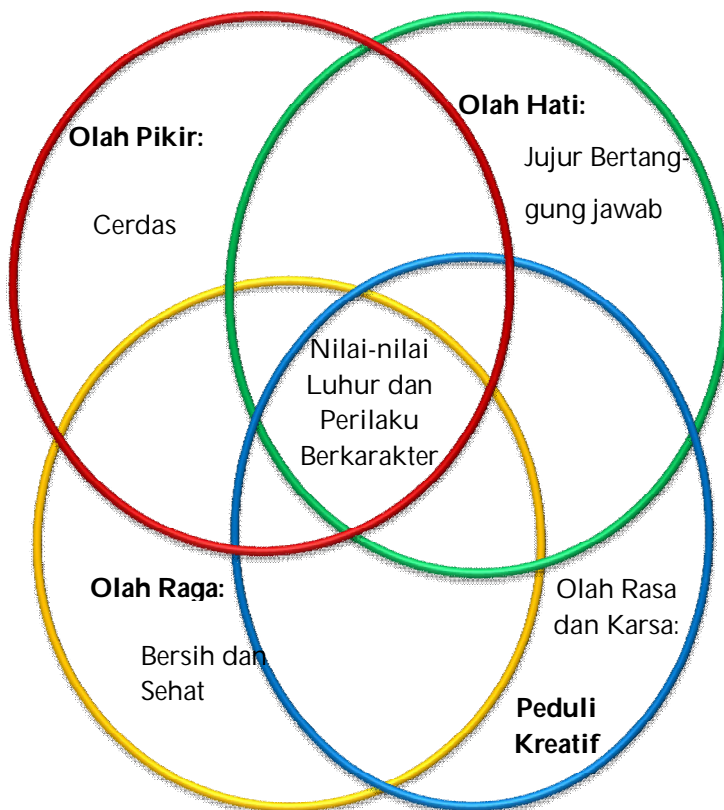 Olah Pikir:
Cerdas
Olah Hati:
Jujur Bertang-
gung jawab
Nilai-nilai
Luhur dan
Perilaku
Berkarakter
Olah Raga:
Bersih dan
Sehat
Olah Rasa
dan Karsa:
Peduli
Kreatif